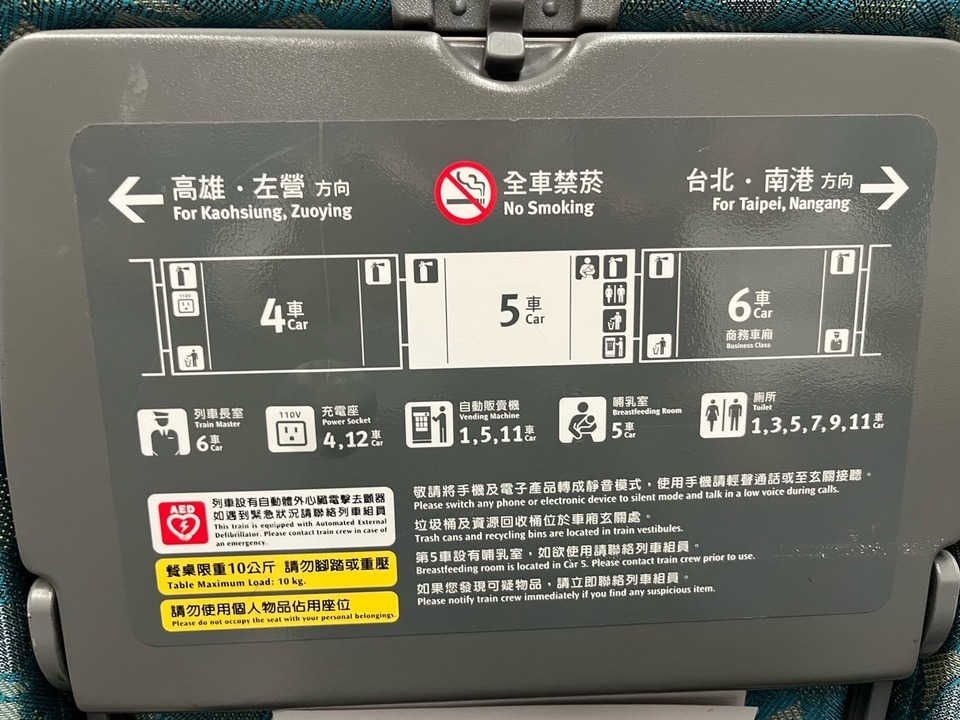 高雄・左營 方向
For Kaohsiung, Zuoying
全車禁菸
No Smoking
台北・南港 方向
For Taipei, Nangang
110V
4車
Car
5車
Car
6車
Car
商務車廂
Business Class
列車長室
Train Master
6車
Car
110V
充電座
Power Socket
4,12車
Car
自動販賣機
Vending Machine
1,5,11車
Car
哺乳室
Breastfeeding Room
5車
Car
廁所
Toilet
1,3,5,7,9,11車
Car
AED
列車設有自動體外心臟電擊去顫器
如遇到緊急狀況請聯絡列車組員
This train is equipped with Automated External
Defibrillator. Please contact train crew in case of
an emergency.
餐桌限重10公斤 請勿腳踏或重壓
Table Maximum Load: 10 kg.
請勿使用個人物品佔用座位
Please do not occupy the seat with your personal belongings.
敬請將手機及電子產品轉成靜音模式，使用手機請輕聲通話或至玄關接聽。
Please switch any phone or electronic device to silent mode and talk in a low voice during calls.
垃圾桶及資源回收桶位於車廂玄關處。
Trash cans and recycling bins are located in train vestibules.
第5車設有哺乳室，如欲使用請聯絡列車組員。
Breastfeeding room is located in Car 5. Please contact train crew prior to use.
如果您發現可疑物品，請立即聯絡列車組員。
Please notify train crew immediately if you find any suspicious item.